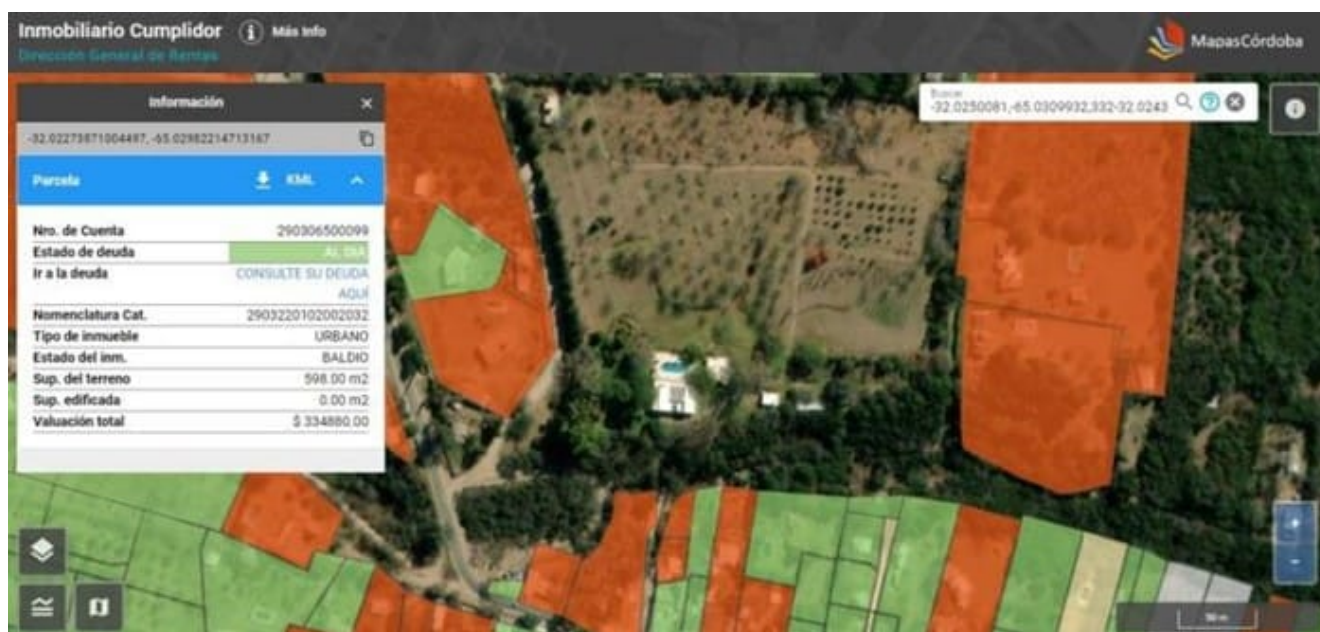 Inmobiliario Cumplidor i Más Info
Dirección General de Rentas
MapasCórdoba
Información ×
-32.02273871004497, -65.02982214713167
Buscar
-32.0250081,-65.0309932,332-32.0243
Parcela KML
Nro. de Cuenta 290306500099
Estado de deuda AL DIA
Ir a la deuda CONSULTE SU DEUDA
AQUÍ
Nomenclatura Cat. 2903220102002032
Tipo de inmueble URBANO
Estado del inm. BALDIO
Sup. del terreno 598.00 m2
Sup. edificada 0.00 m2
Valuación total $ 334880.00
50 m